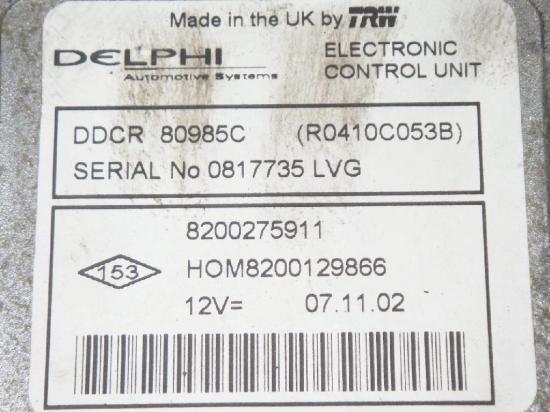 Made in the UK by TRW
DELPHI
Automotive Systems
ELECTRONIC
CONTROL UNIT
DDCR 80985C (R0410C053B)
SERIAL No 0817735 LVG
8200275911
153
HOM8200129866
12V= 07.11.02